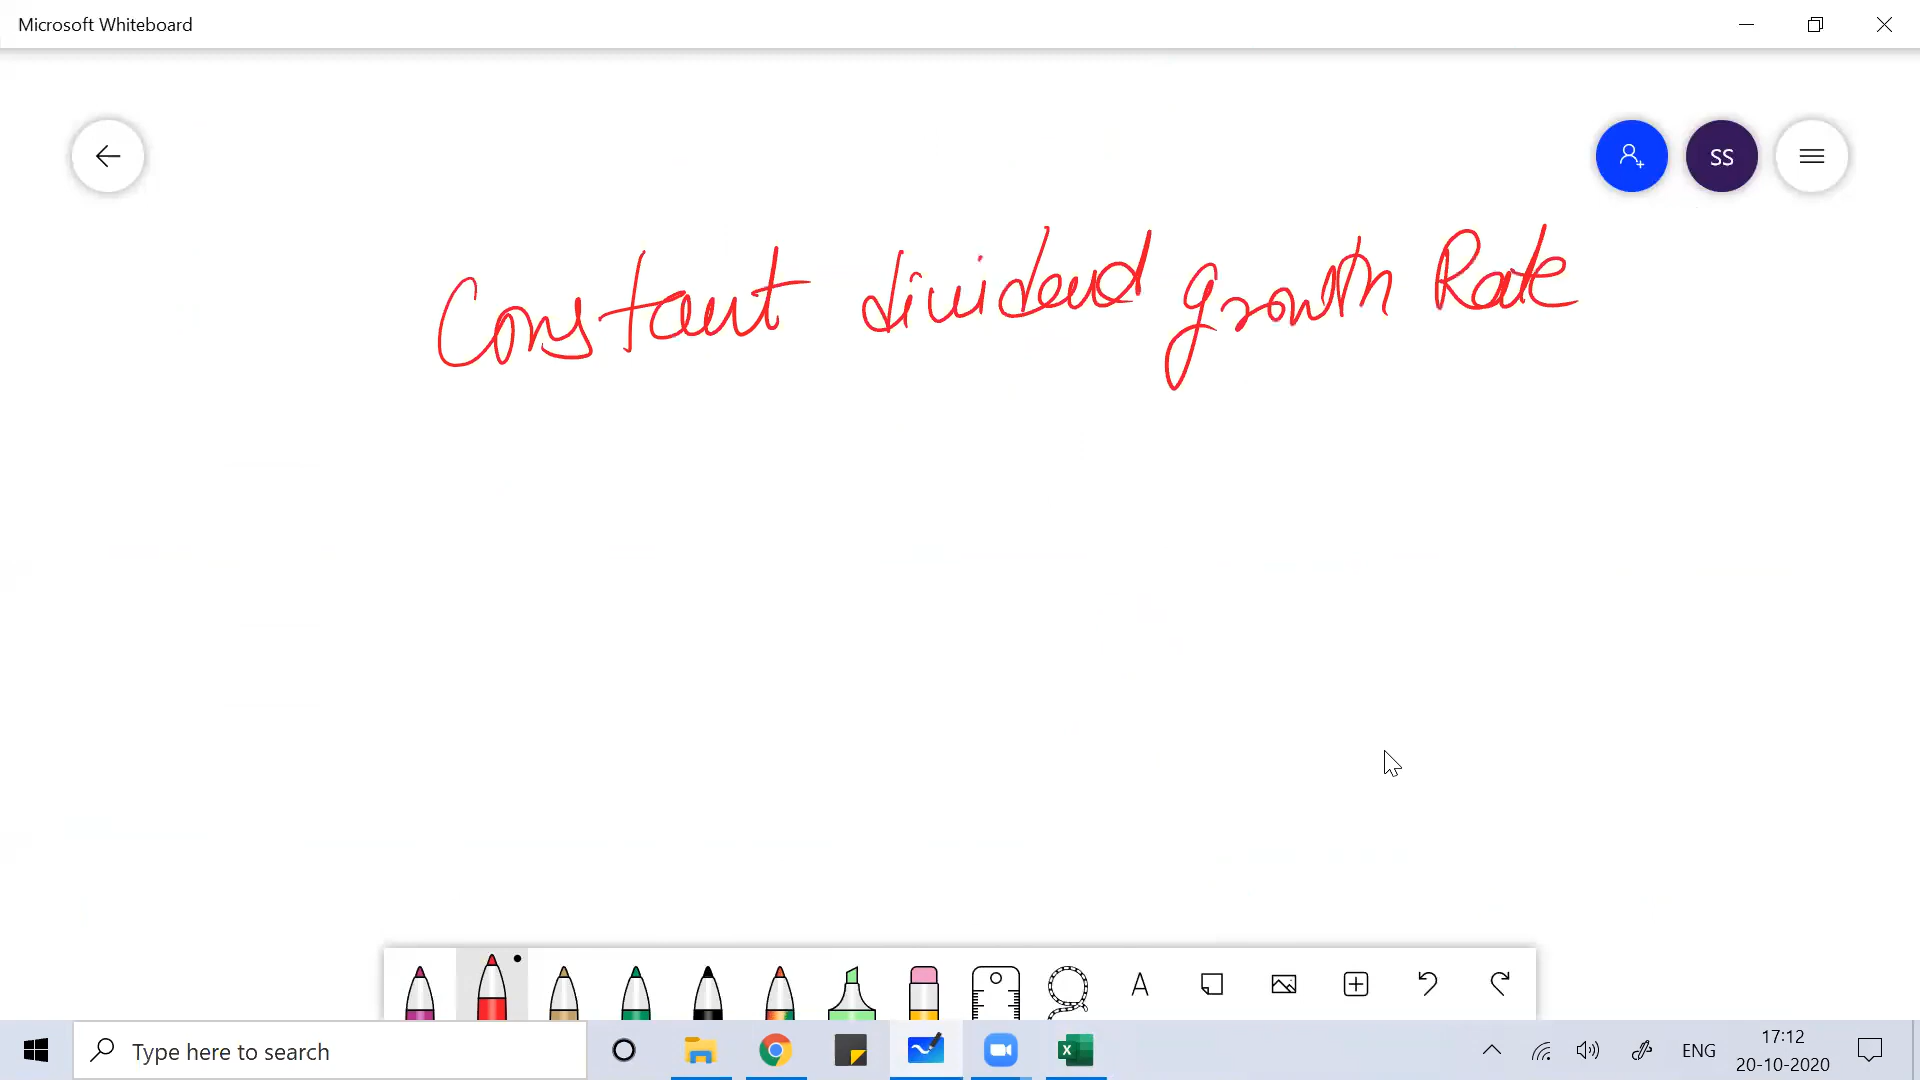 Microsoft Whiteboard
SS
Constant dividend growth Rate
A
Type here to search
ENG
17:12
20-10-2020